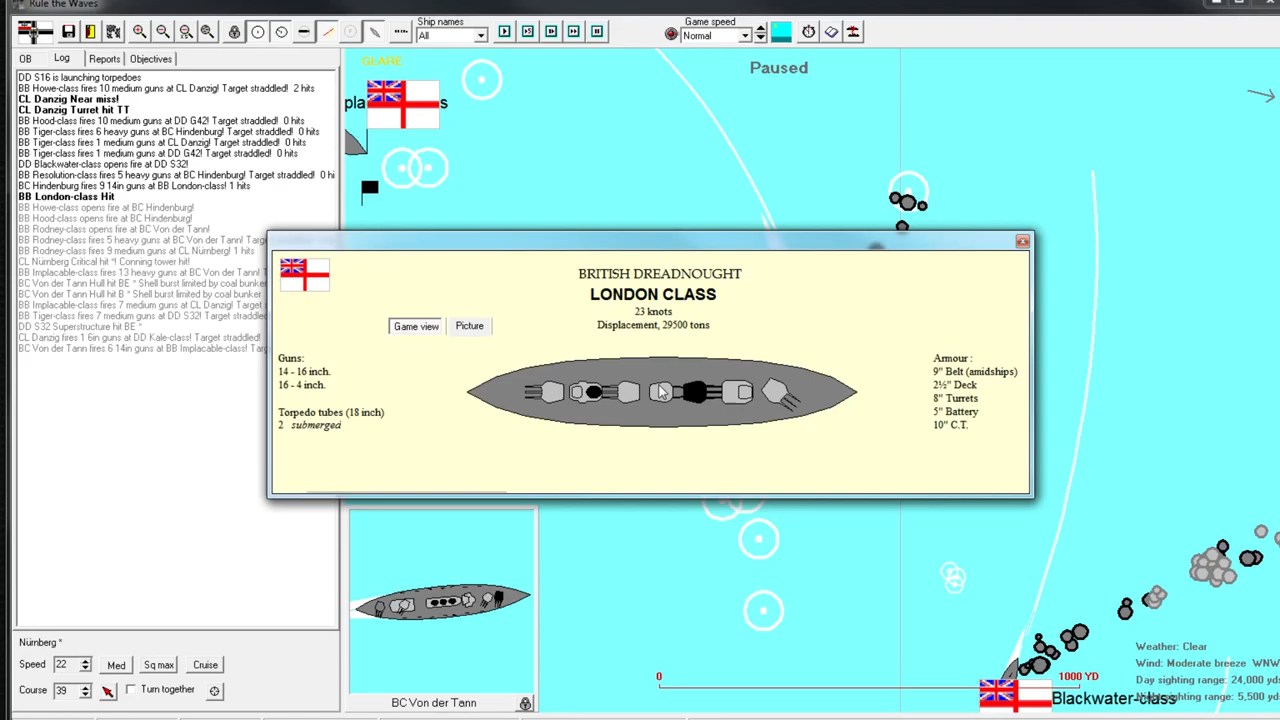 Rule the Waves
Ship names
All
Game speed
Normal
OB Log Reports Objectives
GLARE
Paused
DD S16 is launching torpedoes
BB Howe-class fires 10 medium guns at CL Danzig! Target straddled! 2 hits
CL Danzig Near miss!
CL Danzig Turret hit TT
BB Hood-class fires 10 medium guns at DD G42! Target straddled! 0 hits
BB Tiger-class fires 6 heavy guns at BC Hindenburg! Target straddled! 0 hits
BB Tiger-class fires 1 medium guns at CL Danzig! Target straddled! 0 hits
BB Tiger-class fires 1 medium guns at DD G42! Target straddled! 0 hits
DD Blackwater-class opens fire at DD S32!
BB Resolution-class fires 5 heavy guns at BC Hindenburg! Target straddled! 0 hi
BC Hindenburg fires 9 14in guns at BB London-class! 1 hits
BB London-class Hit
BB Howe-class opens fire at BC Hindenburg!
BB Hood-class opens fire at BC Hindenburg!
BB Rodney-class opens fire at BC Von der Tann!
BB Rodney-class fires 5 heavy guns at BC Von der Tann! Targe
BB Rodney-class fires 9 medium guns at CL Nürnberg! 1 hits
CL Nürnberg Critical hit *! Conning tower hit!
BB Implacable-class fires 13 heavy guns at BC Von der Tann! T
BC Von der Tann Hull hit BE * Shell burst limited by coal bunker
BC Von der Tann Hull hit B * Shell burst limited by coal bunker
BB Implacable-class fires 7 medium guns at CL Danzig! Target s
BB Tiger-class fires 7 medium guns at DD S32! Target straddled!
DD S32 Superstructure hit BE *
CL Danzig fires 1 6in guns at DD Kale-class! Target straddled!
BC Von der Tann fires 6 14in guns at BB Implacable-class! Targ
pla s
BRITISH DREADNOUGHT
LONDON CLASS
23 knots
Displacement, 29500 tons
Game view Picture
Guns:
14 - 16 inch.
16 - 4 inch.
Torpedo tubes (18 inch)
2 submerged
Armour :
9" Belt (amidships)
2½" Deck
8" Turrets
5" Battery
10" C.T.
Nürnberg *
Speed 22 Med Sq max Cruise
Course 39 Turn together
BC Von der Tann
0 1000 YD
Blackwater-class
Weather: Clear
Wind: Moderate breeze WNW
Day sighting range: 24,000 yds
Night sighting range: 5,500 yds